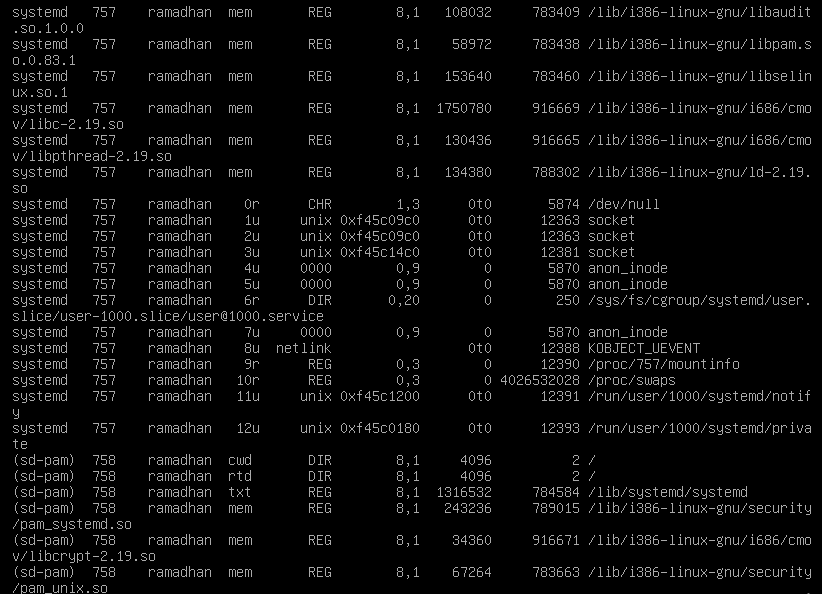 systemd 757 ramadhan mem REG 8,1 108032 783409 /lib/i386-linux-gnu/libaudit
.so.1.0.0
systemd 757 ramadhan mem REG 8,1 58972 783438 /lib/i386-linux-gnu/libpam.s
o.0.83.1
systemd 757 ramadhan mem REG 8,1 153640 783460 /lib/i386-linux-gnu/libselin
ux.so.1
systemd 757 ramadhan mem REG 8,1 1750780 916669 /lib/i386-linux-gnu/i686/cmo
v/libc-2.19.so
systemd 757 ramadhan mem REG 8,1 130436 916665 /lib/i386-linux-gnu/i686/cmo
v/libpthread-2.19.so
systemd 757 ramadhan mem REG 8,1 134380 788302 /lib/i386-linux-gnu/ld-2.19.
so
systemd 757 ramadhan 0r CHR 1,3 0t0 5874 /dev/null
systemd 757 ramadhan 1u unix 0xf45c09c0 0t0 12363 socket
systemd 757 ramadhan 2u unix 0xf45c09c0 0t0 12363 socket
systemd 757 ramadhan 3u unix 0xf45c14c0 0t0 12381 socket
systemd 757 ramadhan 4u 0000 0,9 0 5870 anon_inode
systemd 757 ramadhan 5u 0000 0,9 0 5870 anon_inode
systemd 757 ramadhan 6r DIR 0,20 0 250 /sys/fs/cgroup/systemd/user.
slice/user-1000.slice/user@1000.service
systemd 757 ramadhan 7u 0000 0,9 0 5870 anon_inode
systemd 757 ramadhan 8u netlink 0t0 12388 KOBJECT_UEVENT
systemd 757 ramadhan 9r REG 0,3 0 12390 /proc/757/mountinfo
systemd 757 ramadhan 10r REG 0,3 0 4026532028 /proc/swaps
systemd 757 ramadhan 11u unix 0xf45c1200 0t0 12391 /run/user/1000/systemd/notif
y
systemd 757 ramadhan 12u unix 0xf45c0180 0t0 12393 /run/user/1000/systemd/priva
te
(sd-pam) 758 ramadhan cwd DIR 8,1 4096 2 /
(sd-pam) 758 ramadhan rtd DIR 8,1 4096 2 /
(sd-pam) 758 ramadhan txt REG 8,1 1316532 784584 /lib/systemd/systemd
(sd-pam) 758 ramadhan mem REG 8,1 243236 789015 /lib/i386-linux-gnu/security
/pam_systemd.so
(sd-pam) 758 ramadhan mem REG 8,1 34360 916671 /lib/i386-linux-gnu/i686/cmo
v/libcrypt-2.19.so
(sd-pam) 758 ramadhan mem REG 8,1 67264 783663 /lib/i386-linux-gnu/security
/pam_unix.so